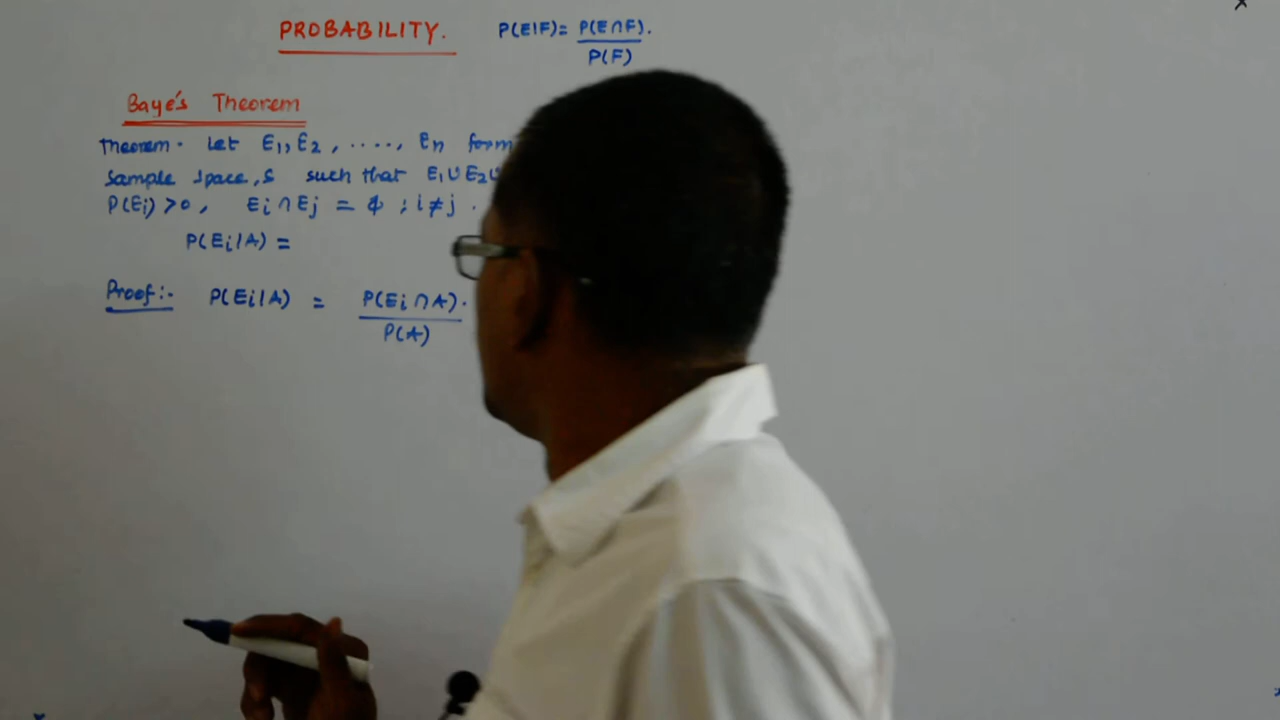 PROBABILITY. P(E|F)= P(E∩F).
P(F)
Baye's Theorem
Theorem. Let E1, E2, ...., En form
Sample space, S such that E1 ∪ E2 ∪
P(Ei) >0, Ei ∩ Ej = ϕ ; i≠j .
P(Ei/A) =
Proof:- P(Ei/A) = P(Ei ∩ A).
P(A)